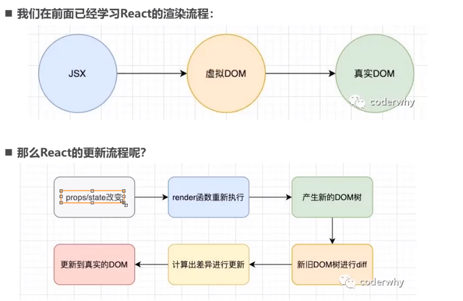 ■ 我们在前面已经学习React的渲染流程：
JSX
虚拟DOM
真实DOM
coderwhy
■ 那么React的更新流程呢?
props/state改变
render函数重新执行
产生新的DOM树
更新到真实的DOM
计算出差异进行更新
新旧DOM树进行diff
coderwhy